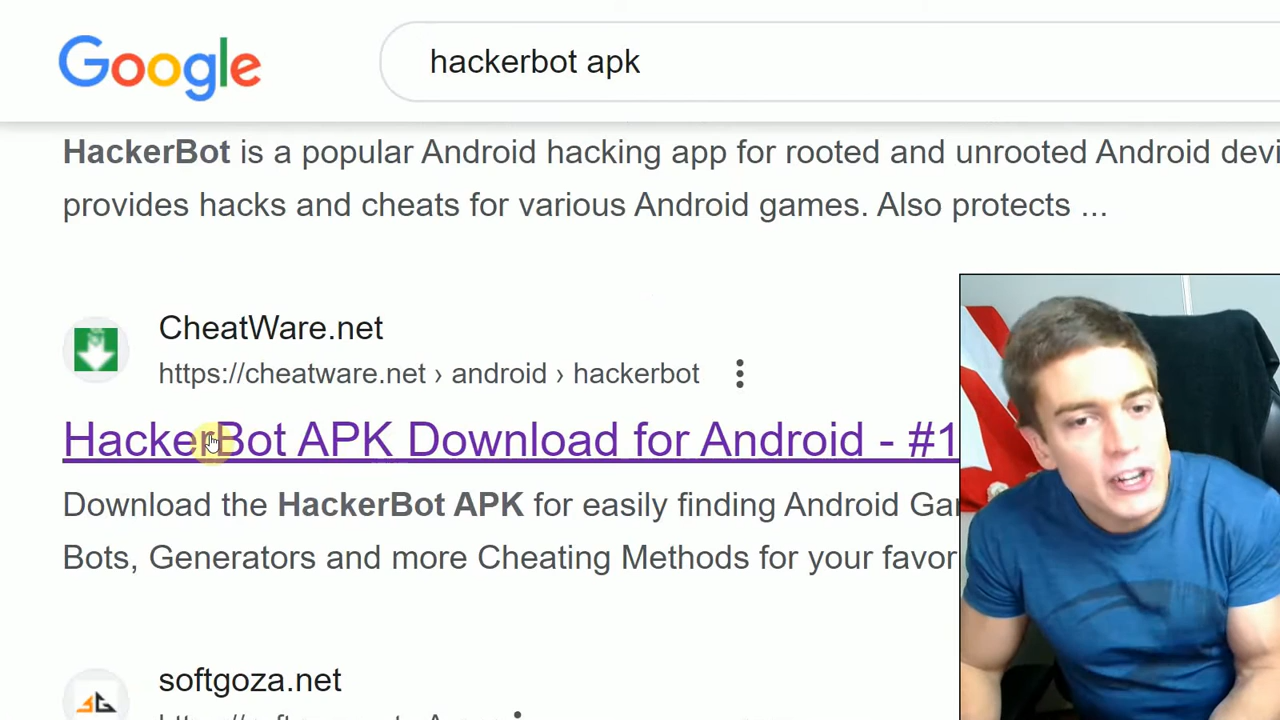 Google
hackerbot apk
HackerBot is a popular Android hacking app for rooted and unrooted Android devi
provides hacks and cheats for various Android games. Also protects ...
CheatWare.net
https://cheatware.net › android › hackerbot
HackerBot APK Download for Android - #1
Download the HackerBot APK for easily finding Android Gar
Bots, Generators and more Cheating Methods for your favor
softgoza.net